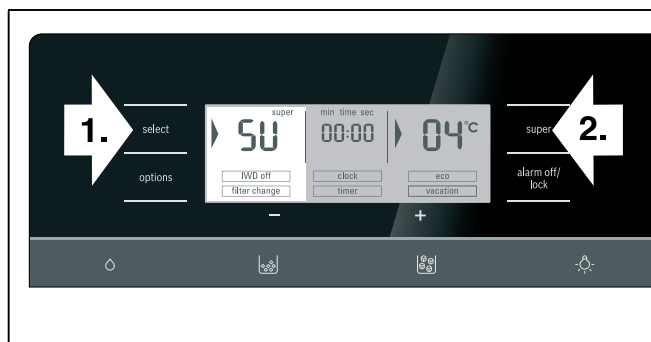 1.
select
options
super
SU
IWD off
filter change
min time sec
00:00
clock
timer
04°C
eco
vacation
super
2.
alarm off/
lock
− +